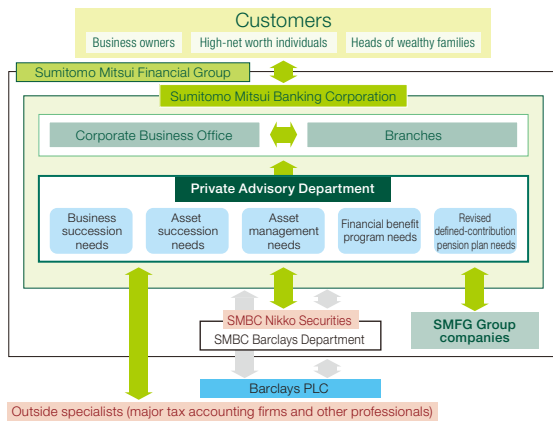 Customers
Business owners
High-net worth individuals
Heads of wealthy families
Sumitomo Mitsui Financial Group
Sumitomo Mitsui Banking Corporation
Corporate Business Office
Branches
Private Advisory Department
Business
succession
needs
Asset
succession
needs
Asset
management
needs
Financial benefit
program needs
Revised
defined-contribution
pension plan needs
SMBC Nikko Securities
SMBC Barclays Department
SMFG Group
companies
Barclays PLC
Outside specialists (major tax accounting firms and other professionals)